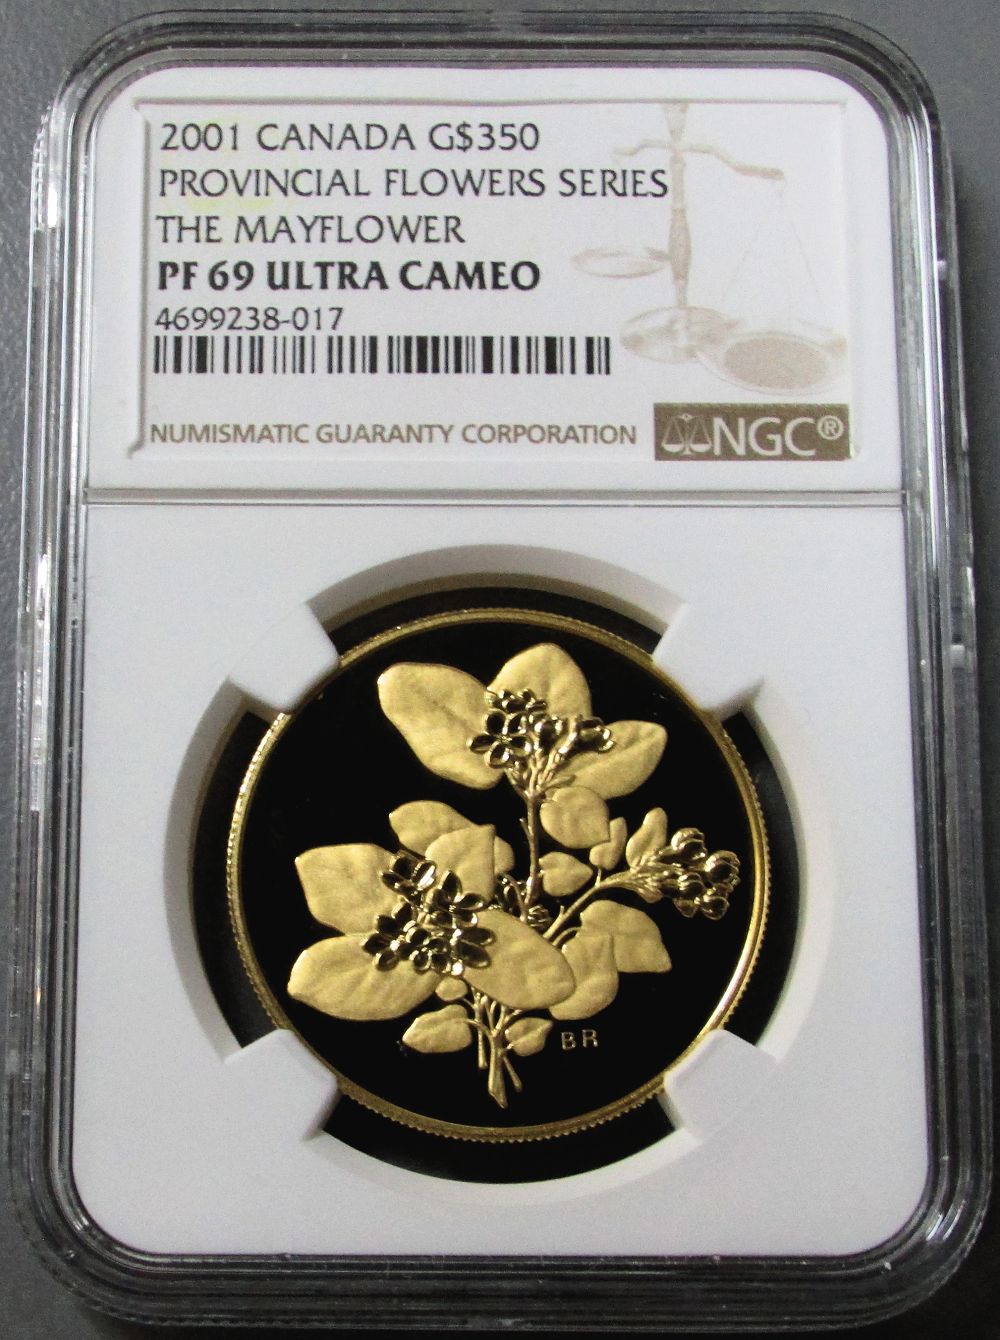 2001 CANADA G$350
PROVINCIAL FLOWERS SERIES
THE MAYFLOWER
PF 69 ULTRA CAMEO
4699238-017
NUMISMATIC GUARANTY CORPORATION NGC®
BR